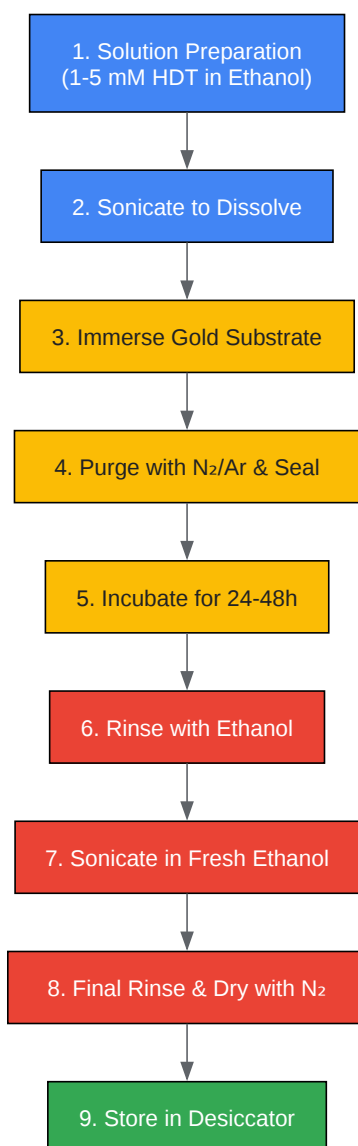 1. Solution Preparation
(1-5 mM HDT in Ethanol)
2. Sonicate to Dissolve
3. Immerse Gold Substrate
4. Purge with N₂/Ar & Seal
5. Incubate for 24-48h
6. Rinse with Ethanol
7. Sonicate in Fresh Ethanol
8. Final Rinse & Dry with N₂
9. Store in Desiccator